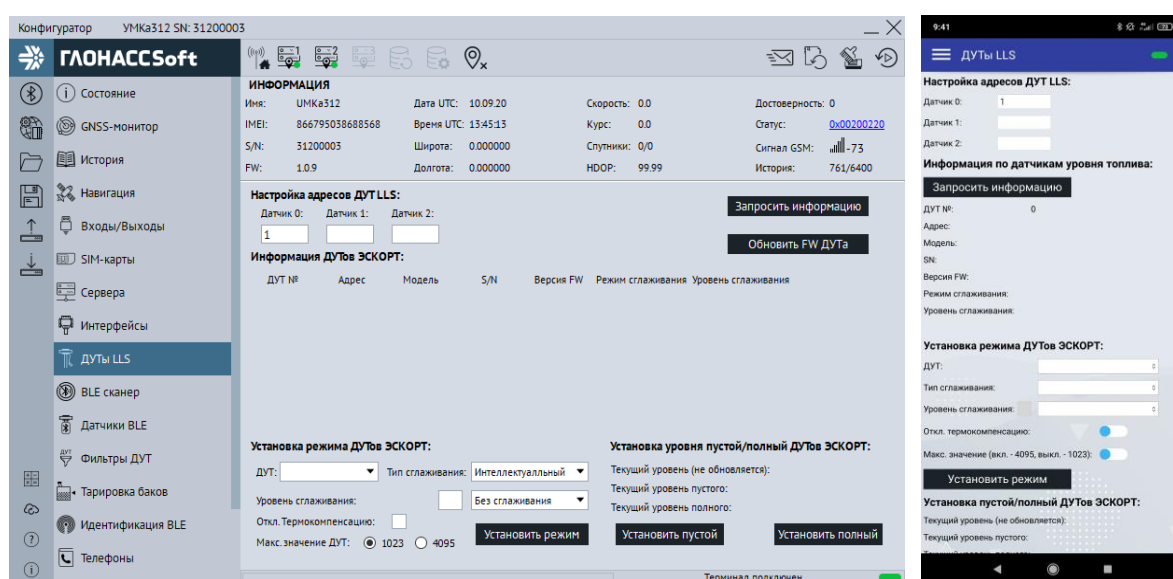 Конфигуратор УМКа312 SN: 31200003
ГЛОНАССSoft
Состояние
GNSS-монитор
История
Навигация
Входы/Выходы
SIM-карты
Сервера
Интерфейсы
ДУТы LLS
BLE сканер
Датчики BLE
Фильтры ДУТ
Тарировка баков
Идентификация BLE
Телефоны
ИНФОРМАЦИЯ
Имя: UMKa312 Дата UTC: 10.09.20 Скорость: 0.0 Достоверность: 0
IMEI: 866795038688568 Время UTC: 13:45:13 Курс: 0.0 Статус: 0x00200220
S/N: 31200003 Широта: 0.000000 Спутники: 0/0 Сигнал GSM: -73
FW: 1.0.9 Долгота: 0.000000 HDOP: 99.99 История: 761/6400
Настройка адресов ДУТ LLS:
Датчик 0: Датчик 1: Датчик 2:
1
Запросить информацию
Обновить FW ДУТа
Информация ДУТов ЭСКОРТ:
ДУТ № Адрес Модель S/N Версия FW Режим сглаживания Уровень сглаживания
Установка режима ДУТов ЭСКОРТ:
ДУТ: Тип сглаживания: Интеллектуалльный
Уровень сглаживания: Без сглаживания
Откл.Термокомпенсацию:
Макс.значение ДУТ: 1023 4095
Установить режим
Установка уровня пустой/полный ДУТов ЭСКОРТ:
Текущий уровень (не обновляется):
Текущий уровень пустого:
Текущий уровень полного:
Установить пустой Установить полный
Терминал подключен
9:41
ДУТы LLS
Настройка адресов ДУТ LLS:
Датчик 0: 1
Датчик 1:
Датчик 2:
Информация по датчикам уровня топлива:
Запросить информацию
ДУТ №: 0
Адрес:
Модель:
SN:
Версия FW:
Режим сглаживания:
Уровень сглаживания:
Установка режима ДУТов ЭСКОРТ:
ДУТ:
Тип сглаживания:
Уровень сглаживания:
Откл. термокомпенсацию:
Макс. значение (вкл. - 4095, выкл. - 1023):
Установить режим
Установка пустой/полный ДУТов ЭСКОРТ:
Текущий уровень (не обновляется):
Текущий уровень пустого: